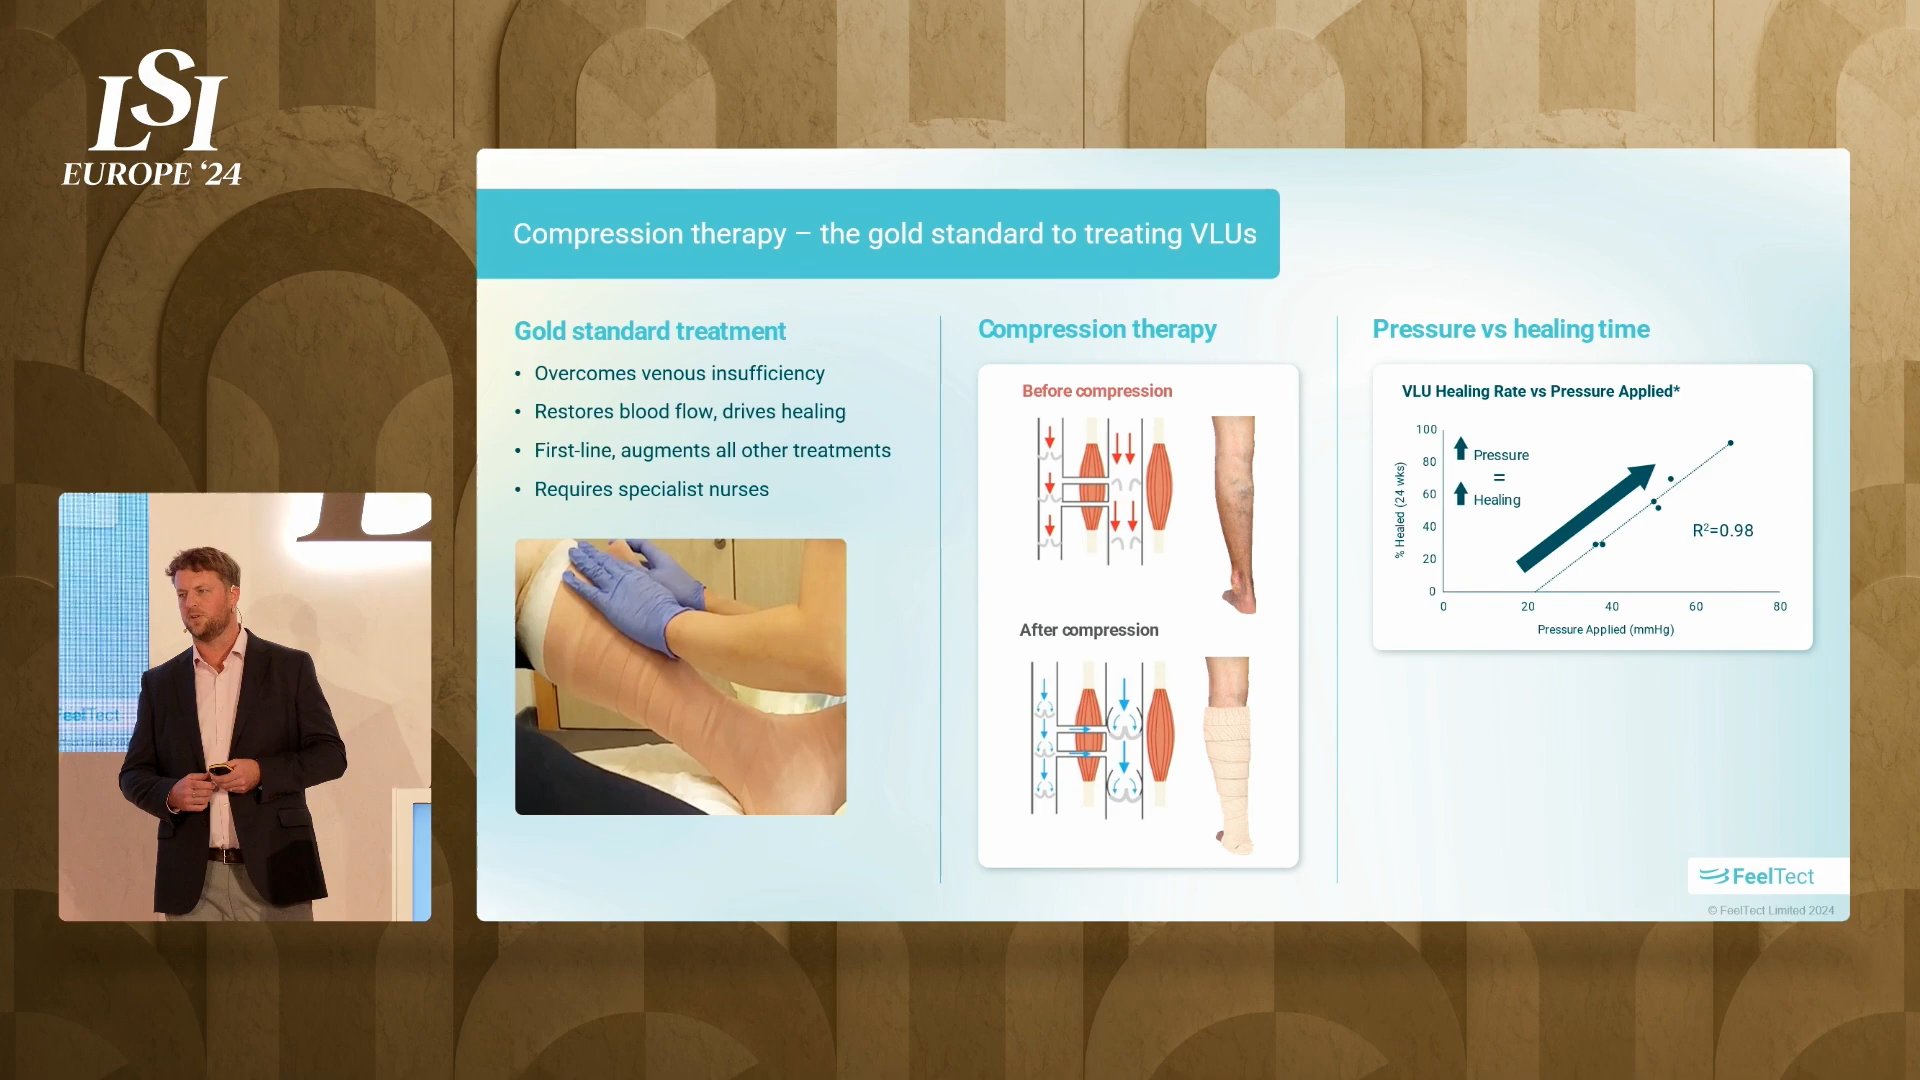 LSI
EUROPE ‘24
Compression therapy – the gold standard to treating VLUs
Gold standard treatment
• Overcomes venous insufficiency
• Restores blood flow, drives healing
• First-line, augments all other treatments
• Requires specialist nurses
Compression therapy
Before compression
After compression
Pressure vs healing time
VLU Healing Rate vs Pressure Applied*
100
80
60
40
20
0
% Healed (24 wks)
Pressure
=
Healing
R²=0.98
0 20 40 60 80
Pressure Applied (mmHg)
FeelTect
© FeelTect Limited 2024
FeelTect